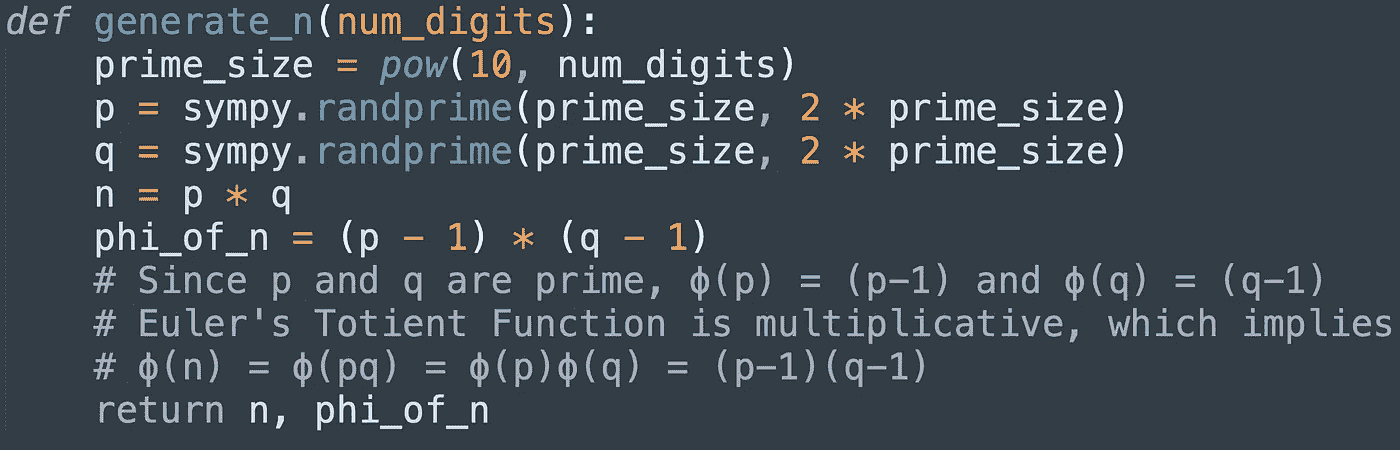 def generate_n(num_digits):
    prime_size = pow(10, num_digits)
    p = sympy.randprime(prime_size, 2 * prime_size)
    q = sympy.randprime(prime_size, 2 * prime_size)
    n = p * q
    phi_of_n = (p - 1) * (q - 1)
    # Since p and q are prime, ϕ(p) = (p-1) and ϕ(q) = (q-1)
    # Euler's Totient Function is multiplicative, which implies
    # ϕ(n) = ϕ(pq) = ϕ(p)ϕ(q) = (p-1)(q-1)
    return n, phi_of_n